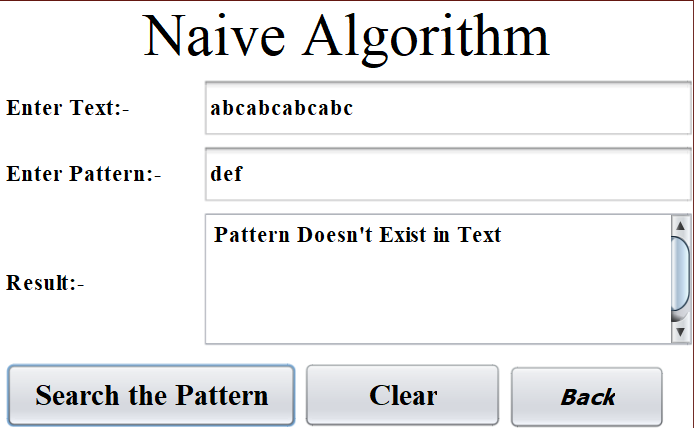 Naive Algorithm
Enter Text:- abcabcabcabc
Enter Pattern:- def
Pattern Doesn't Exist in Text
Result:-
Search the Pattern Clear Back